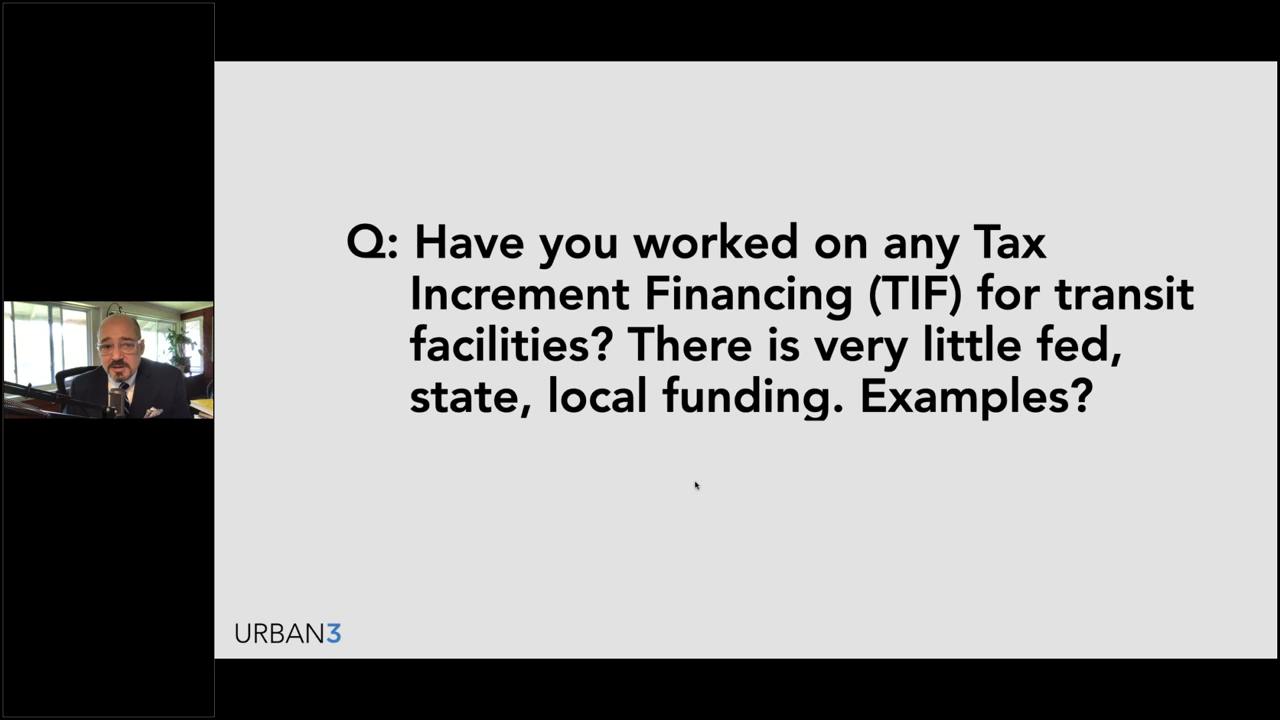 Q: Have you worked on any Tax
Increment Financing (TIF) for transit
facilities? There is very little fed,
state, local funding. Examples?
URBAN3